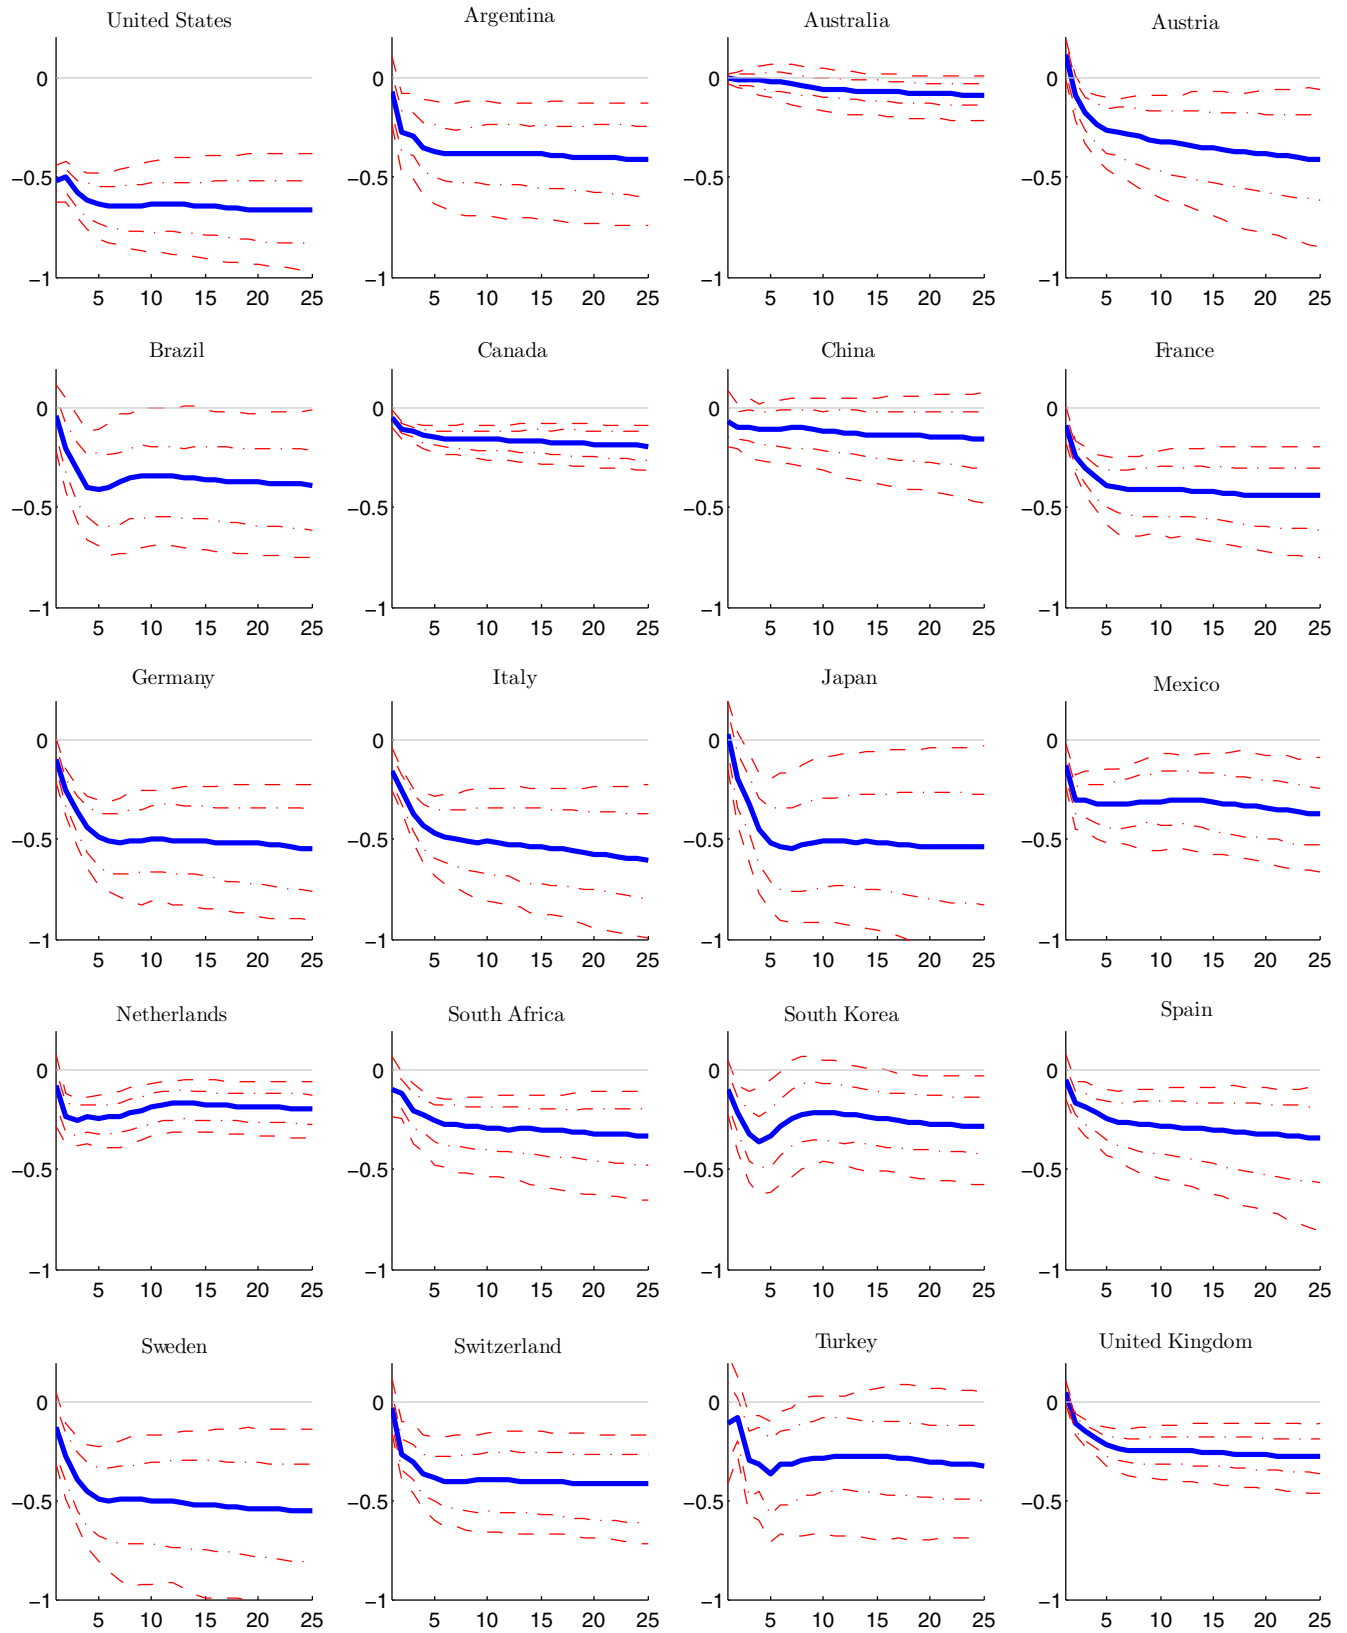 United States Argentina Australia Austria
0 0 0 0
−0.5 −0.5 −0.5 −0.5
−1 −1 −1 −1
5 10 15 20 25 5 10 15 20 25 5 10 15 20 25 5 10 15 20 25
Brazil Canada China France
0 0 0 0
−0.5 −0.5 −0.5 −0.5
−1 −1 −1 −1
5 10 15 20 25 5 10 15 20 25 5 10 15 20 25 5 10 15 20 25
Germany Italy Japan Mexico
0 0 0 0
−0.5 −0.5 −0.5 −0.5
−1 −1 −1 −1
5 10 15 20 25 5 10 15 20 25 5 10 15 20 25 5 10 15 20 25
Netherlands South Africa South Korea Spain
0 0 0 0
−0.5 −0.5 −0.5 −0.5
−1 −1 −1 −1
5 10 15 20 25 5 10 15 20 25 5 10 15 20 25 5 10 15 20 25
Sweden Switzerland Turkey United Kingdom
0 0 0 0
−0.5 −0.5 −0.5 −0.5
−1 −1 −1 −1
5 10 15 20 25 5 10 15 20 25 5 10 15 20 25 5 10 15 20 25